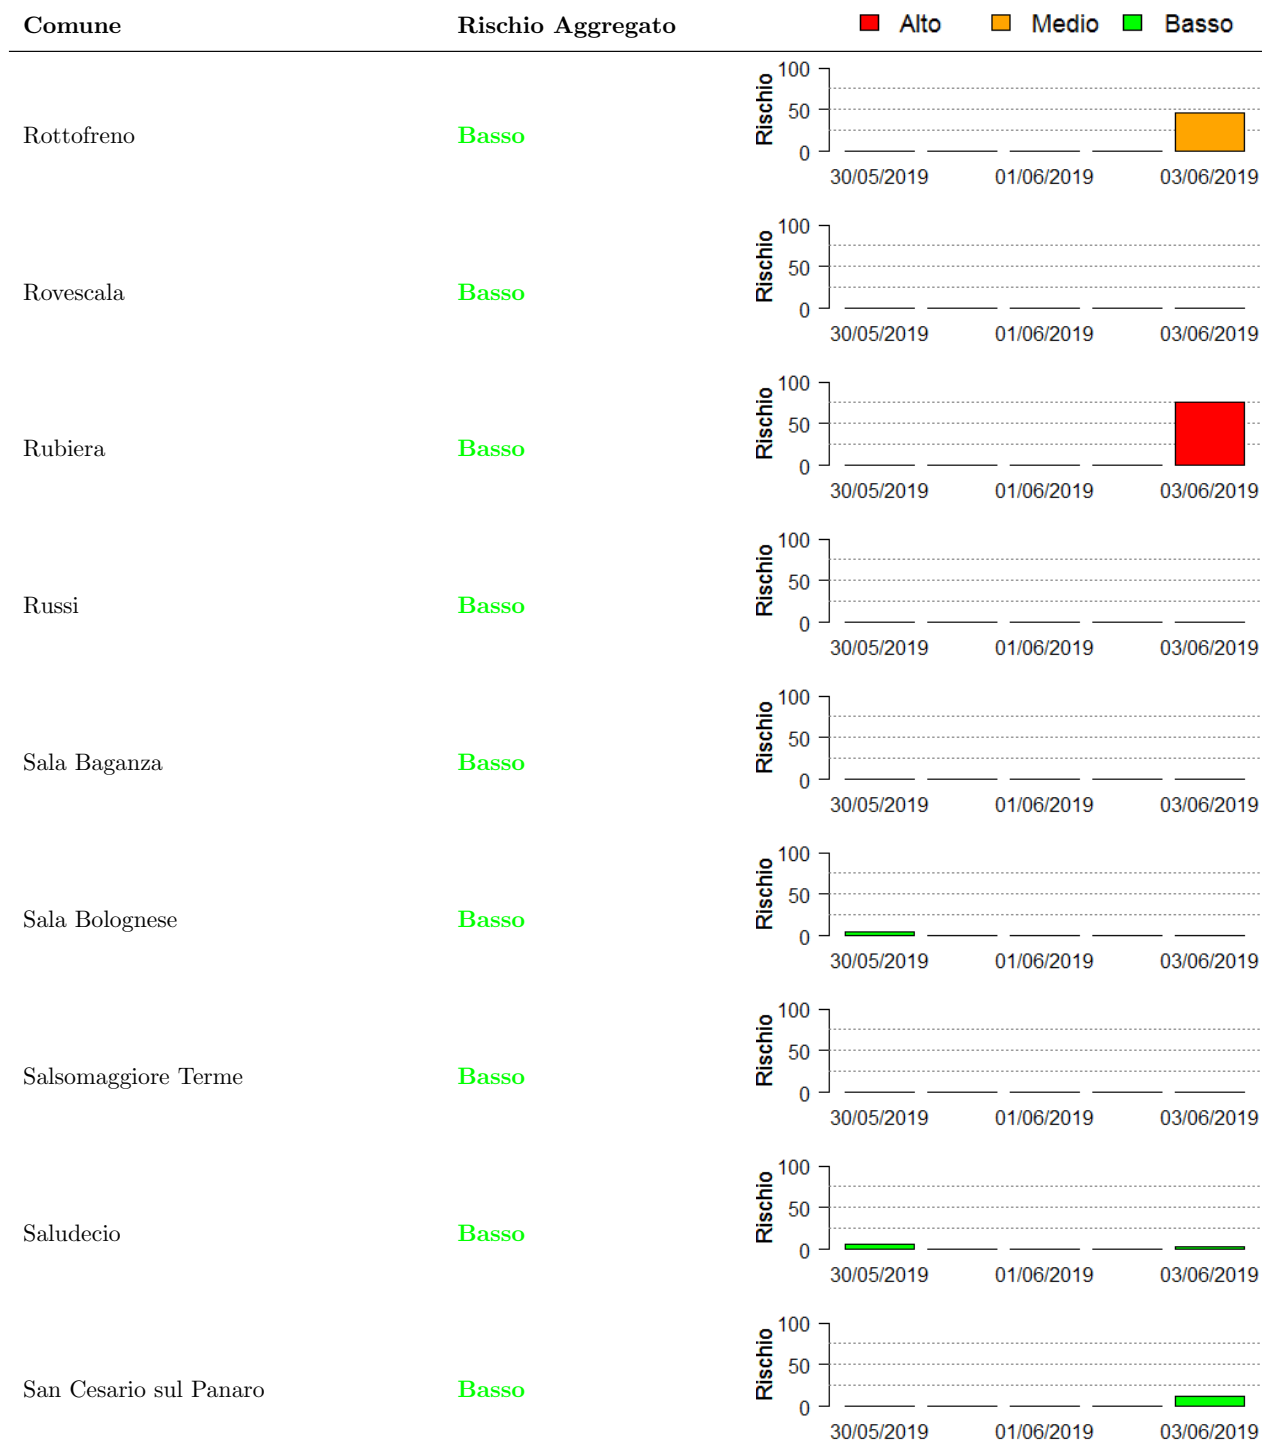 Comune Rischio Aggregato Alto Medio Basso
Rottofreno Basso
Rischio
100
50
0
30/05/2019 01/06/2019 03/06/2019
Rovescala Basso
Rischio
100
50
0
30/05/2019 01/06/2019 03/06/2019
Rubiera Basso
Rischio
100
50
0
30/05/2019 01/06/2019 03/06/2019
Russi Basso
Rischio
100
50
0
30/05/2019 01/06/2019 03/06/2019
Sala Baganza Basso
Rischio
100
50
0
30/05/2019 01/06/2019 03/06/2019
Sala Bolognese Basso
Rischio
100
50
0
30/05/2019 01/06/2019 03/06/2019
Salsomaggiore Terme Basso
Rischio
100
50
0
30/05/2019 01/06/2019 03/06/2019
Saludecio Basso
Rischio
100
50
0
30/05/2019 01/06/2019 03/06/2019
San Cesario sul Panaro Basso
Rischio
100
50
0
30/05/2019 01/06/2019 03/06/2019